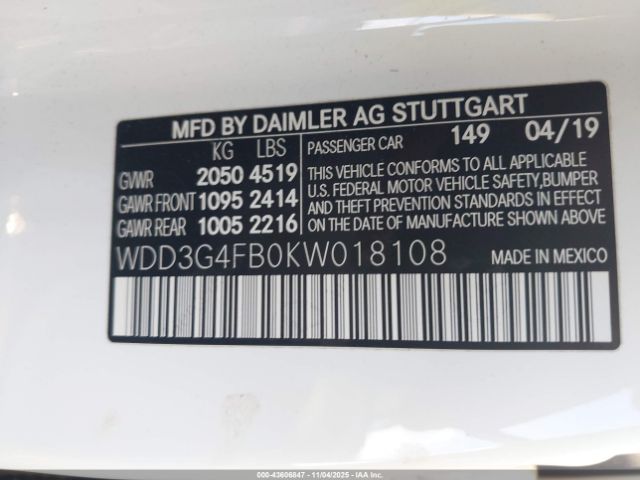 MFD BY DAIMLER AG STUTTGART
KG LBS
GVWR 2050 4519
GAWR FRONT 1095 2414
GAWR REAR 1005 2216
PASSENGER CAR 149 04/19
THIS VEHICLE CONFORMS TO ALL APPLICABLE
U.S. FEDERAL MOTOR VEHICLE SAFETY,BUMPER
AND THEFT PREVENTION STANDARDS IN EFFECT
ON THE DATE OF MANUFACTURE SHOWN ABOVE
WDD3G4FB0KW018108 MADE IN MEXICO
000-43606847 - 11/04/2025 - IAA Inc.